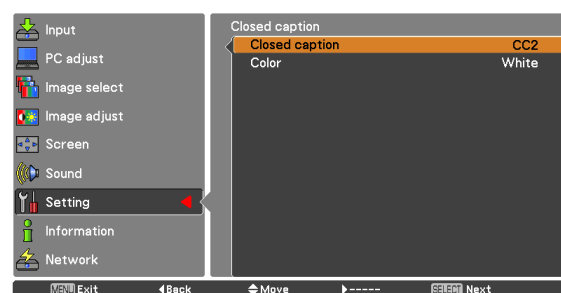 Input
PC adjust
Image select
Image adjust
Screen
Sound
Setting
Information
Network
Closed caption
Closed caption CC2
Color White
MENU Exit ◀Back Move ▶----- SELECT Next